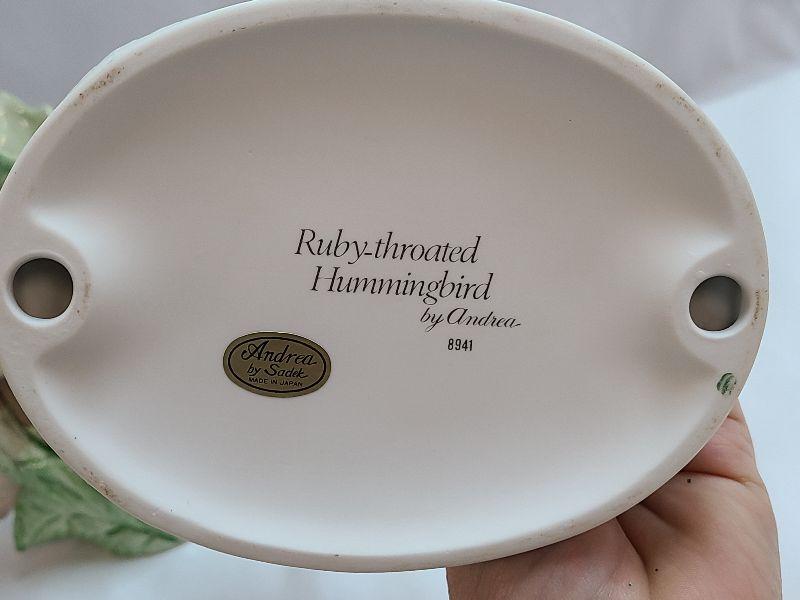 Ruby-throated
Hummingbird
by Andrea
8941
Andrea
by Sadek
MADE IN JAPAN